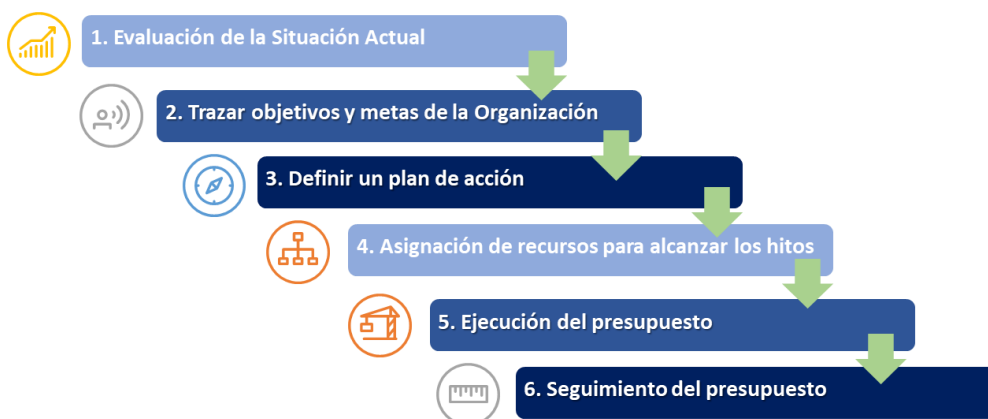 1. Evaluación de la Situación Actual
2. Trazar objetivos y metas de la Organización
3. Definir un plan de acción
4. Asignación de recursos para alcanzar los hitos
5. Ejecución del presupuesto
6. Seguimiento del presupuesto